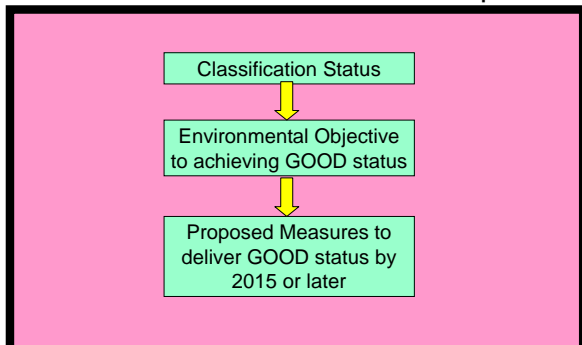 Classification Status
Environmental Objective
to achieving GOOD status
Proposed Measures to
deliver GOOD status by
2015 or later